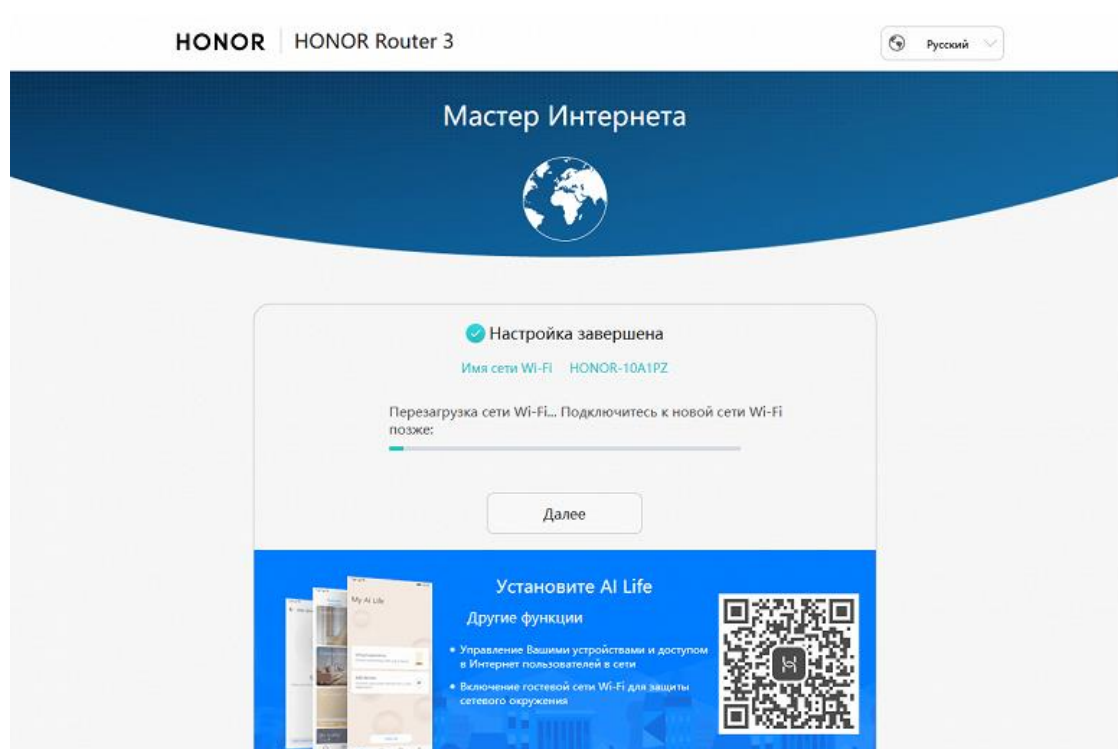 HONOR HONOR Router 3
Русский
Мастер Интернета
Настройка завершена
Имя сети Wi-Fi HONOR-10A1PZ
Перезагрузка сети Wi-Fi... Подключитесь к новой сети Wi-Fi
позже:
Далее
Установите AI Life
Другие функции
• Управление Вашими устройствами и доступом
в Интернет пользователей в сети
• Включение гостевой сети Wi-Fi для защиты
сетевого окружения
My AI Life